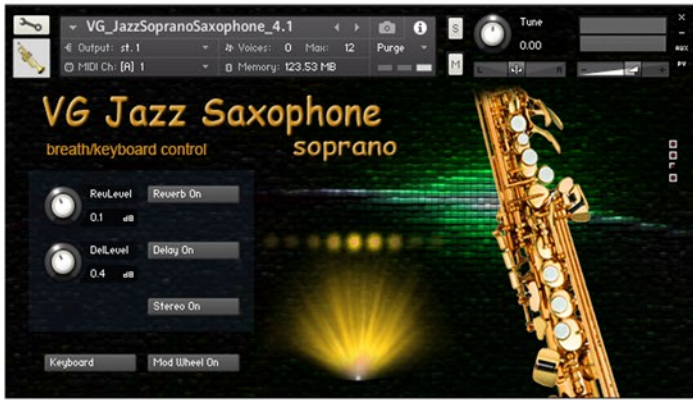 VG_JazzSopranoSaxophone_4.1
Output: st.1 Voices: 0 Max: 12 Purge
MIDI Ch: [A] 1 Memory: 123.53 MB
S
M
Tune
0.00
L R
- +
AUX
PV
VG Jazz Saxophone
soprano
breath/keyboard control
RevLevel Reverb On
0.1 dB
DelLevel Delay On
0.4 dB
Stereo On
Keyboard Mod Wheel On